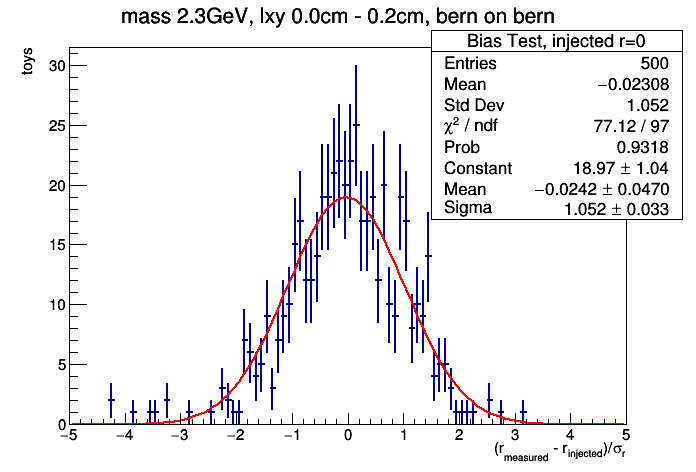 mass 2.3GeV, lxy 0.0cm - 0.2cm, bern on bern
Bias Test, injected r=0
Entries 500
Mean −0.02308
Std Dev 1.052
χ² / ndf 77.12 / 97
Prob 0.9318
Constant 18.97 ± 1.04
Mean −0.0242 ± 0.0470
Sigma 1.052 ± 0.033
toys
30
25
20
15
10
5
0
−5 −4 −3 −2 −1 0 1 2 3 4 5
(r_measured - r_injected)/σ_r